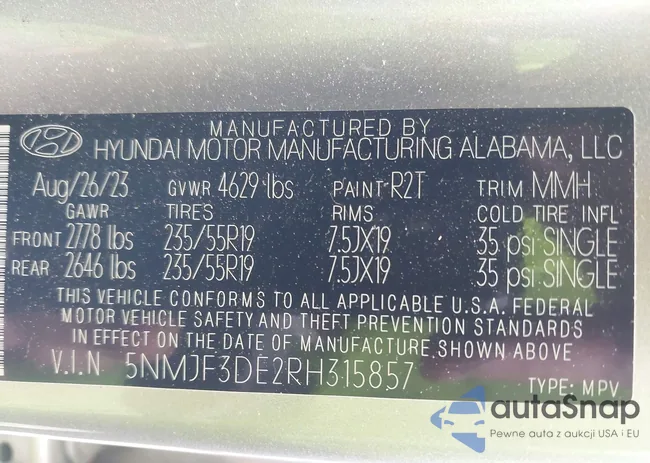 MANUFACTURED BY
HYUNDAI MOTOR MANUFACTURING ALABAMA, LLC
Aug/26/23 GVWR 4629 lbs PAINT R2T TRIM MMH
GAWR TIRES RIMS COLD TIRE INFL
FRONT 2778 lbs 235/55R19 7.5JX19 35 psi SINGLE
REAR 2646 lbs 235/55R19 7.5JX19 35 psi SINGLE
THIS VEHICLE CONFORMS TO ALL APPLICABLE U.S.A. FEDERAL
MOTOR VEHICLE SAFETY AND THEFT PREVENTION STANDARDS
IN EFFECT ON THE DATE OF MANUFACTURE SHOWN ABOVE
V.I.N 5NMJF3DE2RH315857
TYPE: MPV
autaSnap
Pewne auta z aukcji USA i EU